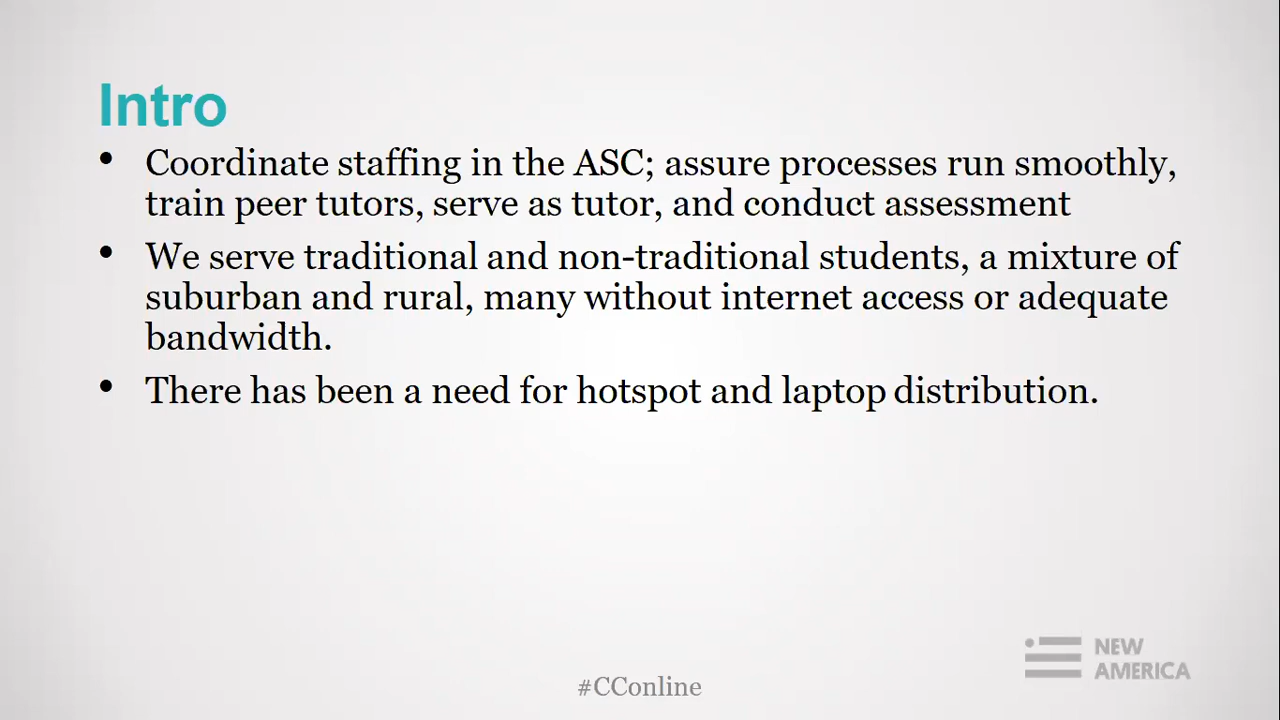 Intro
• Coordinate staffing in the ASC; assure processes run smoothly,
train peer tutors, serve as tutor, and conduct assessment
• We serve traditional and non-traditional students, a mixture of
suburban and rural, many without internet access or adequate
bandwidth.
• There has been a need for hotspot and laptop distribution.
NEW
AMERICA
#CConline